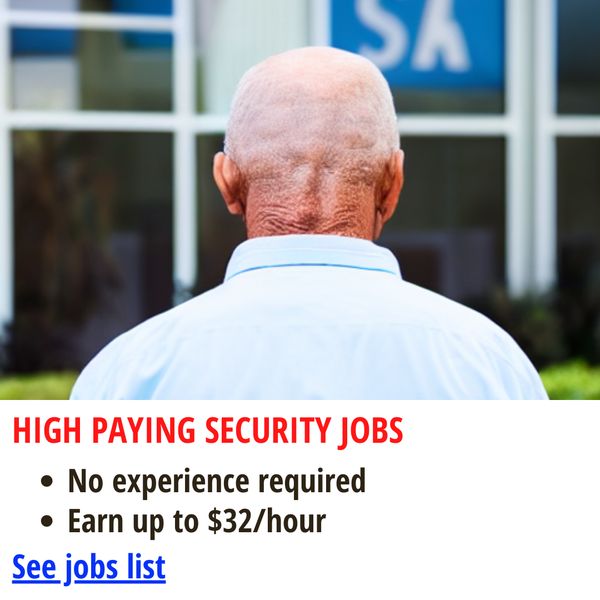 SA
HIGH PAYING SECURITY JOBS
• No experience required
• Earn up to $32/hour
See jobs list